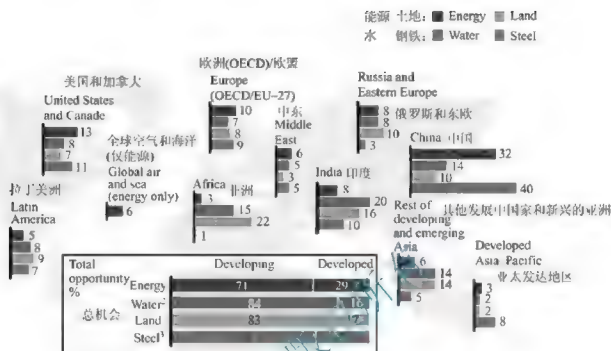 能源 土地: Energy Land
水 钢铁: Water Steel
美国和加拿大
United States
and Canade
13
8
7
11
欧洲(OECD)/欧盟
Europe
(OECD/EU–27)
10
7
8
9
Russia and
Eastern Europe
俄罗斯和东欧
8
8
10
3
全球空气和海洋
(仅能源)
Global air
and sea
(energy only)
6
中东
Middle
East
6
5
3
5
China 中国
32
14
10
40
拉丁美洲
Latin
America
5
8
9
7
Africa 非洲
3
15
22
1
India 印度
8
20
16
10
其他发展中国家和新兴的亚洲
Rest of
developing
and emerging
Asia
6
14
14
5
Developed
Asia Pacific
亚太发达地区
3
2
2
8
Total
opportunity
%
总机会
Developing Developed
Energy 71 29
Water 84 16
Land 83
Steel³